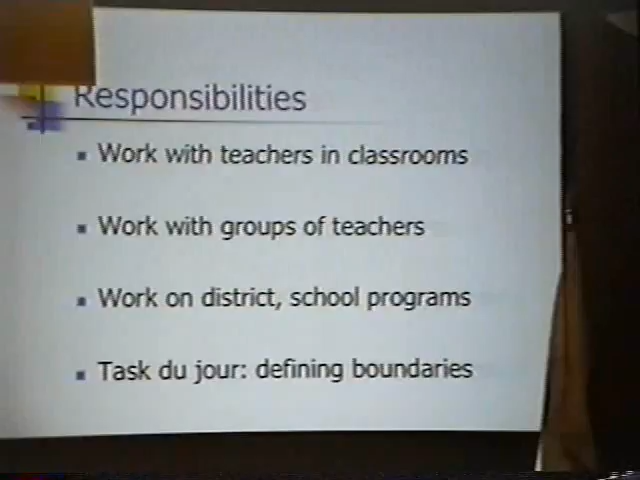 Responsibilities
Work with teachers in classrooms
Work with groups of teachers
Work on district, school programs
Task du jour: defining boundaries